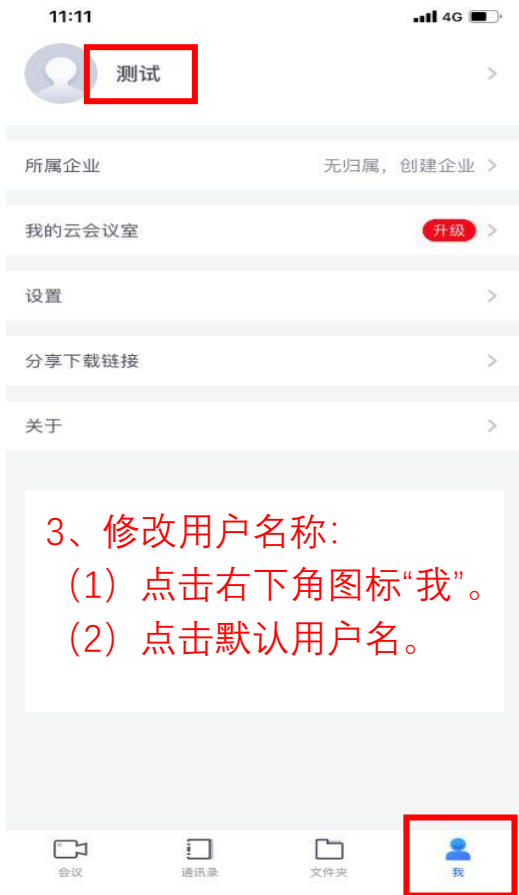 11:11 4G
测试
所属企业 无归属，创建企业
我的云会议室 升级
设置
分享下载链接
关于
3、修改用户名称：
（1）点击右下角图标“我”。
（2）点击默认用户名。
会议 通讯录 文件夹 我